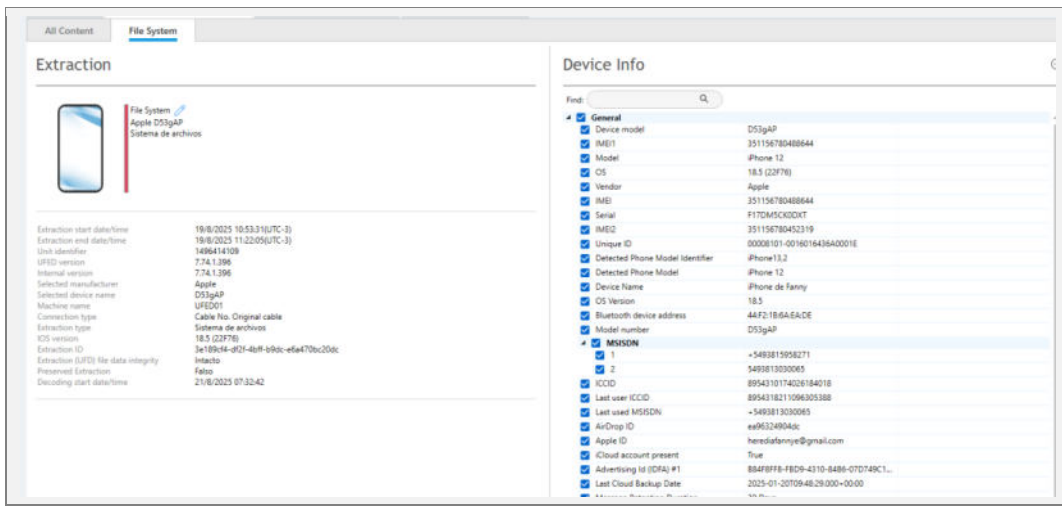 All Content File System
Extraction
File System
Apple D53gAP
Sistema de archivos
Extraction start date/time 19/8/2025 10:53:31(UTC-3)
Extraction end date/time 19/8/2025 11:22:05(UTC-3)
Unit identifier 1496414109
UFED version 7.74.1.396
Internal version 7.74.1.396
Selected manufacturer Apple
Selected device name D53gAP
Machine name UFED01
Connection type Cable No. Original cable
Extraction type Sistema de archivos
IOS version 18.5 (22F76)
Extraction ID 3e189cf4-df2f-4bff-b9dc-e6a470bc20dc
Extraction (UFD) file data integrity Intacto
Preserved Extraction Falso
Decoding start date/time 21/8/2025 07:32:42
Device Info
Find:
General
Device model D53gAP
IMEI1 351156780488644
Model iPhone 12
OS 18.5 (22F76)
Vendor Apple
IMEI 351156780488644
Serial F17DM5CK0DXT
IMEI2 351156780452319
Unique ID 00008101-0016016436A0001E
Detected Phone Model Identifier iPhone13,2
Detected Phone Model iPhone 12
Device Name iPhone de Fanny
OS Version 18.5
Bluetooth device address 44:F2:1B:6A:EA:DE
Model number D53gAP
MSISDN
1 +5493815958271
2 5493813030065
ICCID 8954310174026184018
Last user ICCID 8954318211096305388
Last used MSISDN +5493813030065
AirDrop ID ea96324904dc
Apple ID herediafannye@gmail.com
iCloud account present True
Advertising Id (IDFA) #1 B84F8FF8-FBD9-4310-84B6-07D749C1...
Last Cloud Backup Date 2025-01-20T09:48:29.000+00:00